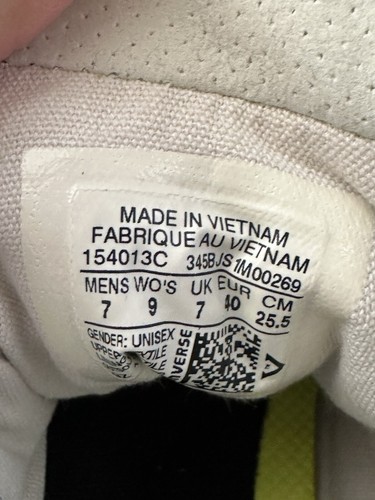 MADE IN VIETNAM
FABRIQUE AU VIETNAM
154013C 345BJS1M00269
MENS WO'S UK EUR CM
7 9 7 40 25.5
GENDER: UNISEX